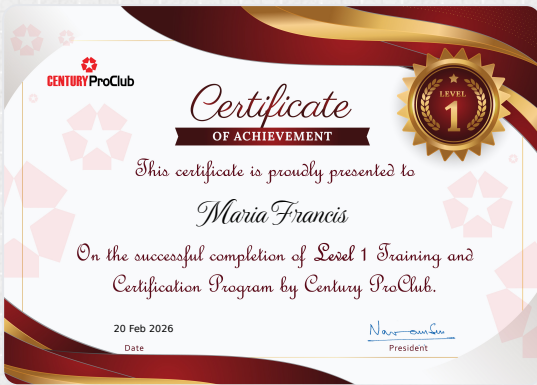 CENTURY ProClub
Certificate
OF ACHIEVEMENT
LEVEL
1
This certificate is proudly presented to
Maria Francis
On the successful completion of Level 1 Training and
Certification Program by Century ProClub.
20 Feb 2026
Date
President